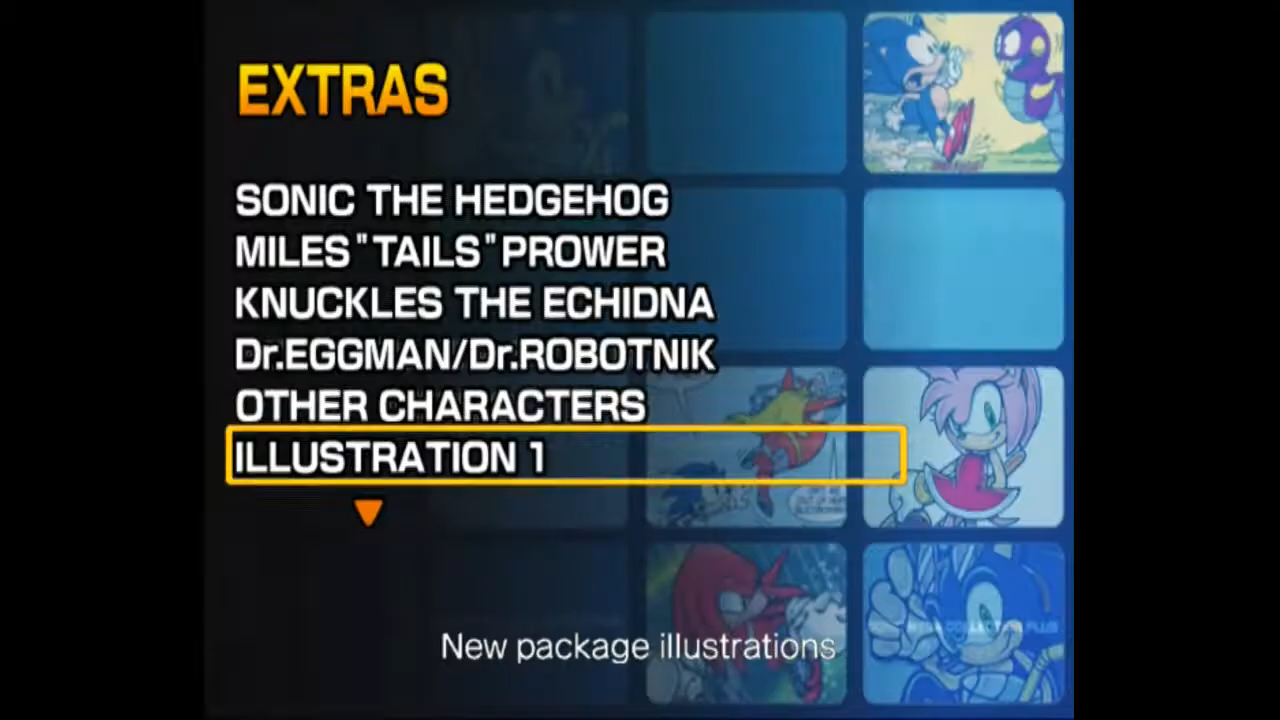 EXTRAS
SONIC THE HEDGEHOG
MILES "TAILS" PROWER
KNUCKLES THE ECHIDNA
Dr.EGGMAN/Dr.ROBOTNIK
OTHER CHARACTERS
ILLUSTRATION 1
New package illustrations